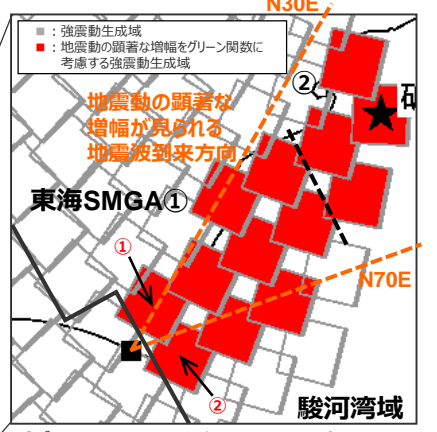 N30E
■ : 強震動生成域
■ : 地震動の顕著な増幅をグリーン関数に
考慮する強震動生成域
②
地震動の顕著な
増幅が見られる
地震波到来方向
東海SMGA①
①
N70E
②
駿河湾域